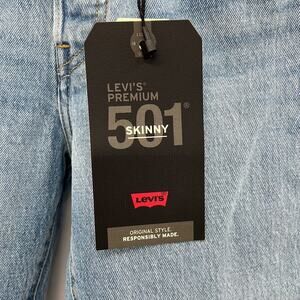 LEVI'S®
PREMIUM
501®
SKINNY
Levi's
ORIGINAL STYLE.
RESPONSIBLY MADE.